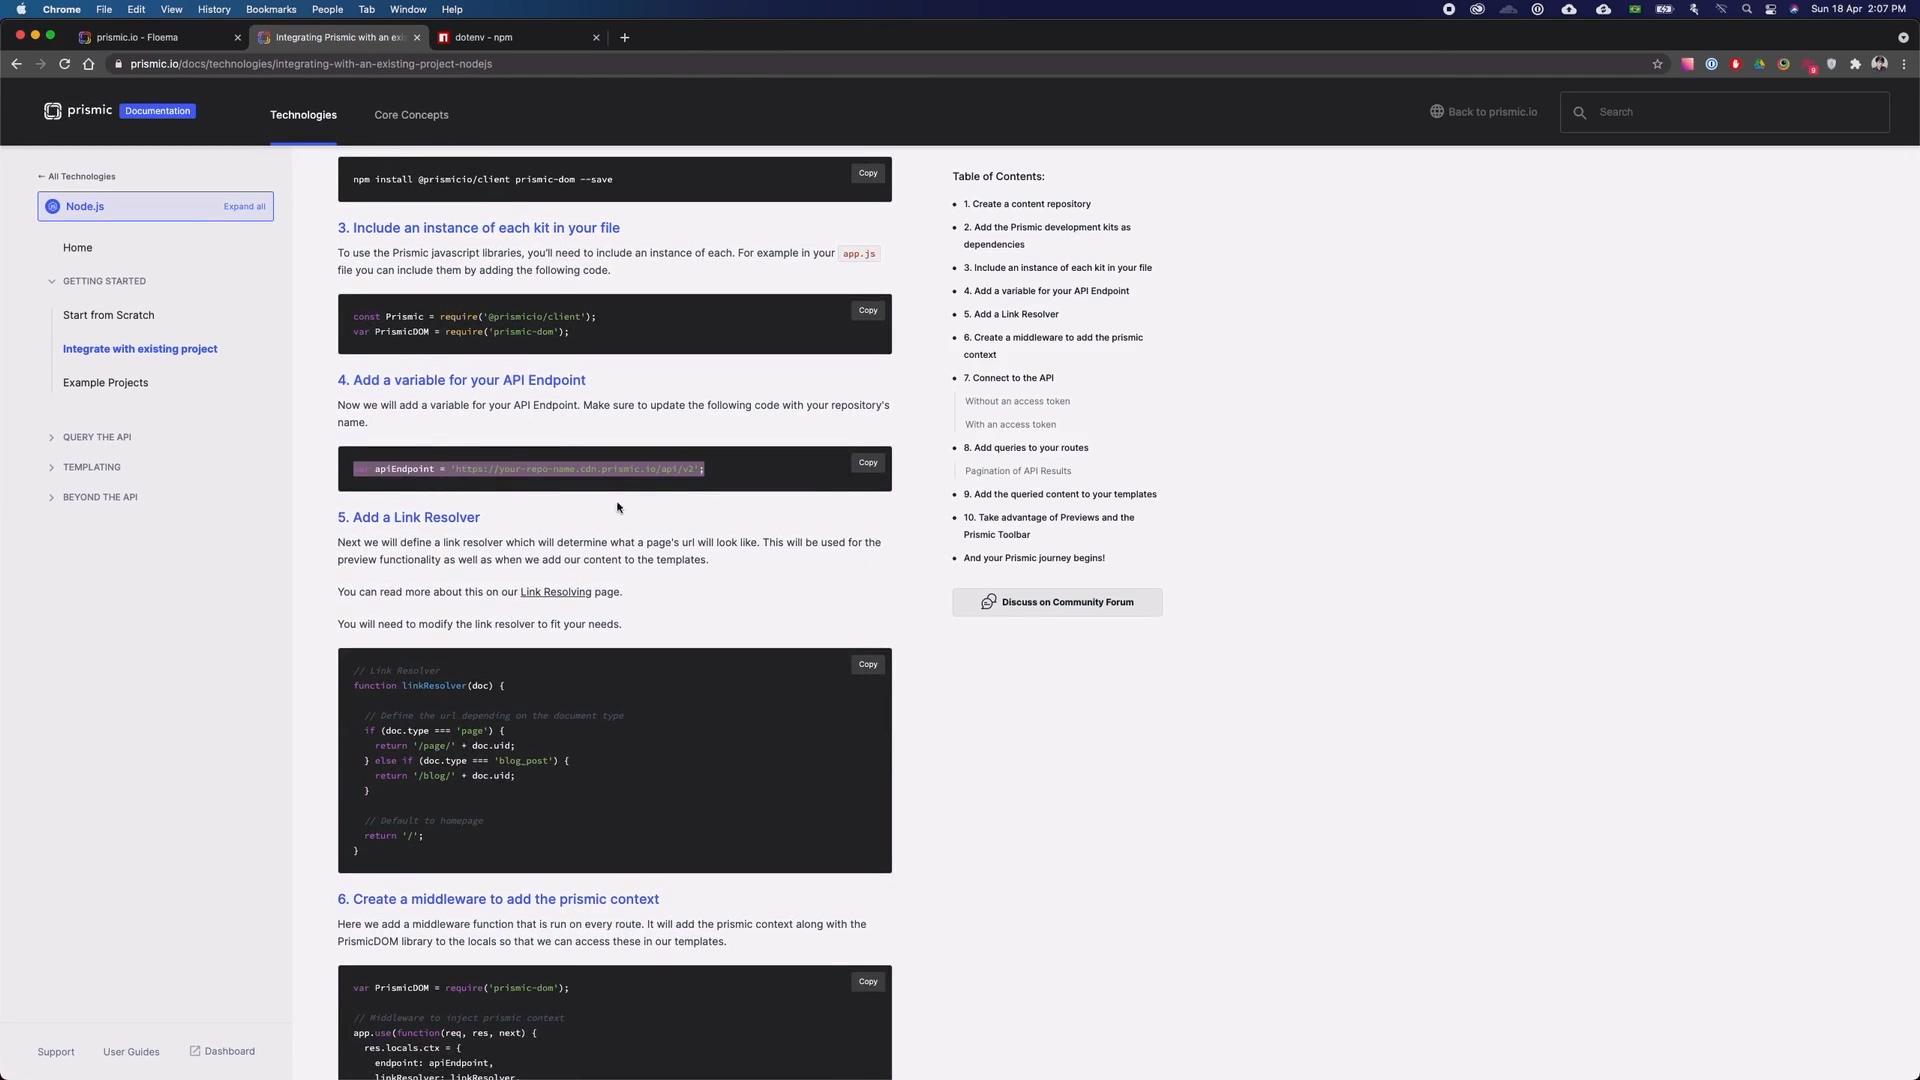 Chrome File Edit View History Bookmarks People Tab Window Help
Sun 18 Apr 2:07 PM
prismic.io - Floema
Integrating Prismic with an exi
dotenv - npm
prismic.io/docs/technologies/integrating-with-an-existing-project-nodejs
9
prismic Documentation
Technologies
Core Concepts
Back to prismic.io
Search
← All Technologies
Node.js
Expand all
Home
GETTING STARTED
Start from Scratch
Integrate with existing project
Example Projects
QUERY THE API
TEMPLATING
BEYOND THE API
Support
User Guides
Dashboard
npm install @prismicio/client prismic-dom --save
Copy
3. Include an instance of each kit in your file
To use the Prismic javascript libraries, you'll need to include an instance of each. For example in your app.js
file you can include them by adding the following code.
const Prismic = require('@prismicio/client');
var PrismicDOM = require('prismic-dom');
Copy
4. Add a variable for your API Endpoint
Now we will add a variable for your API Endpoint. Make sure to update the following code with your repository's
name.
var apiEndpoint = 'https://your-repo-name.cdn.prismic.io/api/v2';
Copy
5. Add a Link Resolver
Next we will define a link resolver which will determine what a page's url will look like. This will be used for the
preview functionality as well as when we add our content to the templates.
You can read more about this on our Link Resolving page.
You will need to modify the link resolver to fit your needs.
Copy
// Link Resolver
function linkResolver(doc) {
// Define the url depending on the document type
if (doc.type === 'page') {
return '/page/' + doc.uid;
} else if (doc.type === 'blog_post') {
return '/blog/' + doc.uid;
}
// Default to homepage
return '/';
}
6. Create a middleware to add the prismic context
Here we add a middleware function that is run on every route. It will add the prismic context along with the
PrismicDOM library to the locals so that we can access these in our templates.
Copy
var PrismicDOM = require('prismic-dom');
// Middleware to inject prismic context
app.use(function(req, res, next) {
res.locals.ctx = {
endpoint: apiEndpoint,
linkResolver: linkResolver,
Table of Contents:
1. Create a content repository
2. Add the Prismic development kits as
dependencies
3. Include an instance of each kit in your file
4. Add a variable for your API Endpoint
5. Add a Link Resolver
6. Create a middleware to add the prismic
context
7. Connect to the API
Without an access token
With an access token
8. Add queries to your routes
Pagination of API Results
9. Add the queried content to your templates
10. Take advantage of Previews and the
Prismic Toolbar
And your Prismic journey begins!
Discuss on Community Forum